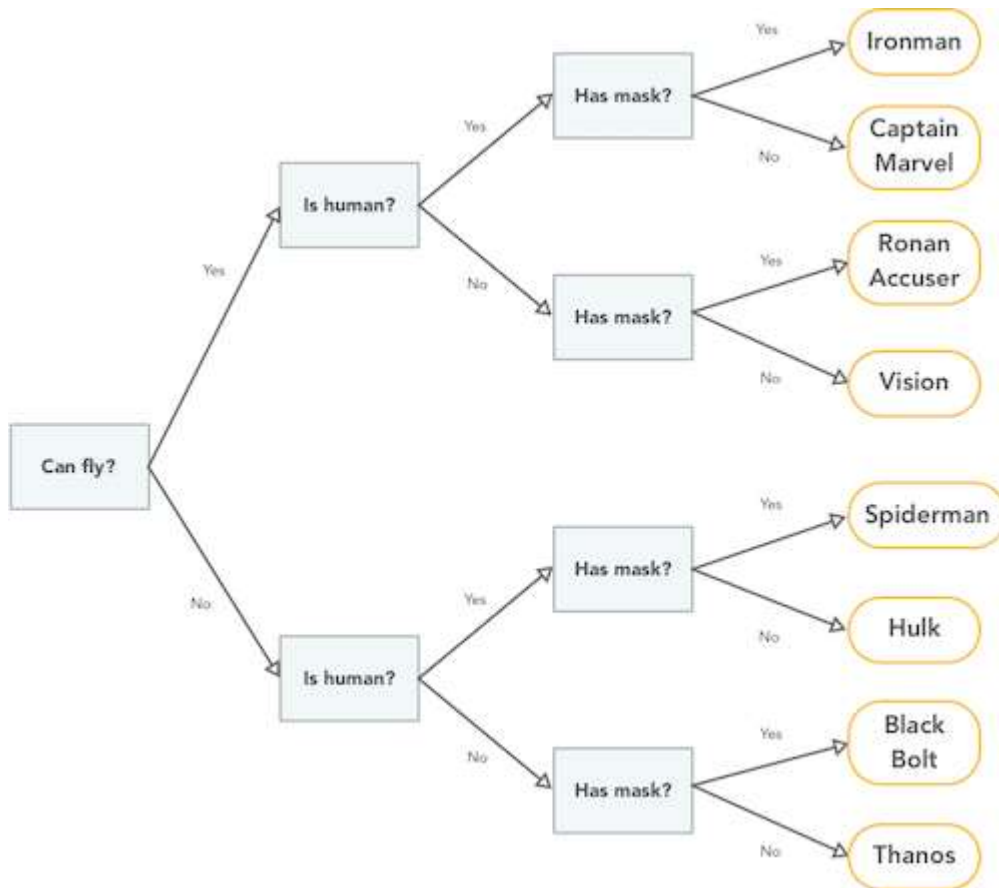 Yes
Ironman
Has mask?
Yes
No
Captain
Marvel
Is human?
Yes
Ronan
Accuser
Yes
No
Has mask?
No
Vision
Can fly?
Yes
Spiderman
Has mask?
No
Yes
No
Hulk
Is human?
Yes
Black
Bolt
No
Has mask?
No
Thanos